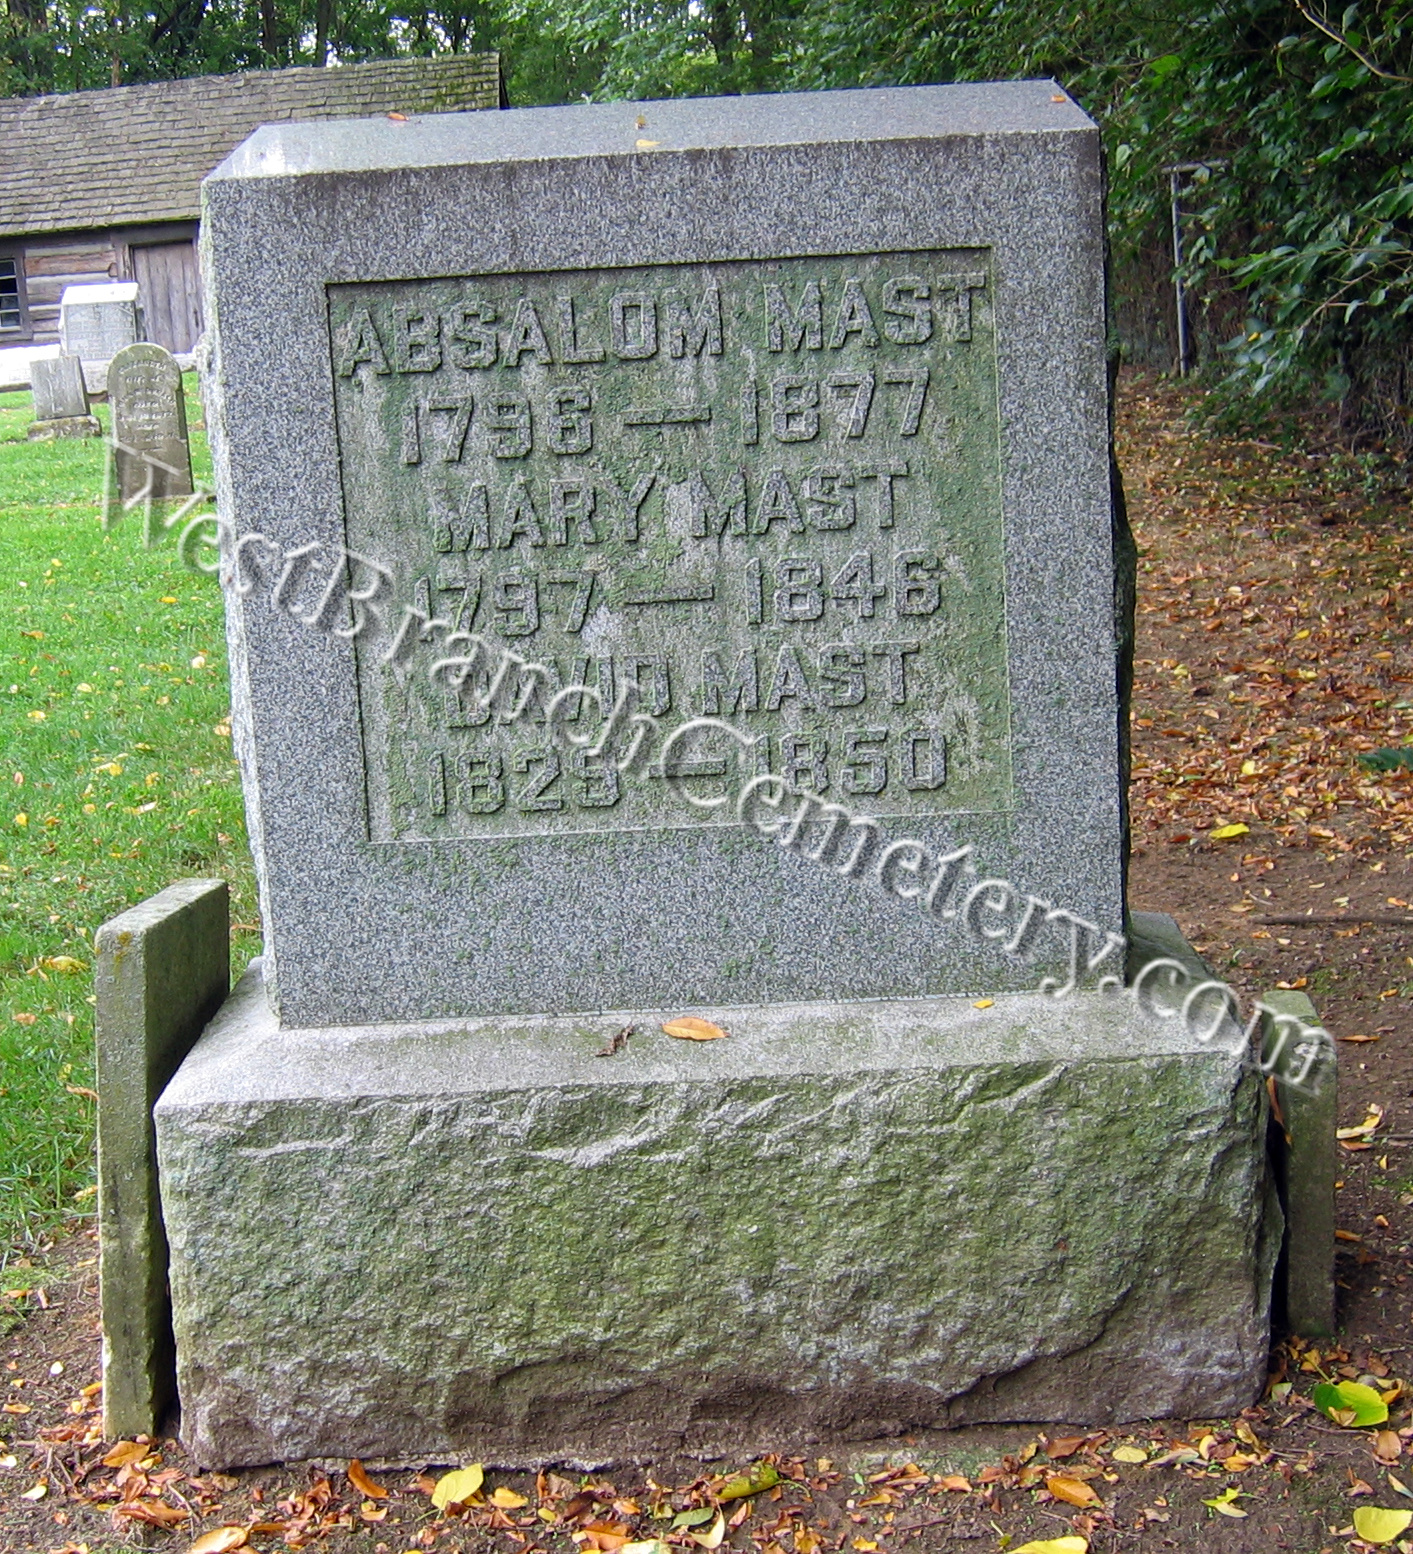 ABSALOM MAST
1796 — 1877
MARY MAST
1797 — 1846
DAVID MAST
1829 — 1850
WestBranchCemetery.com